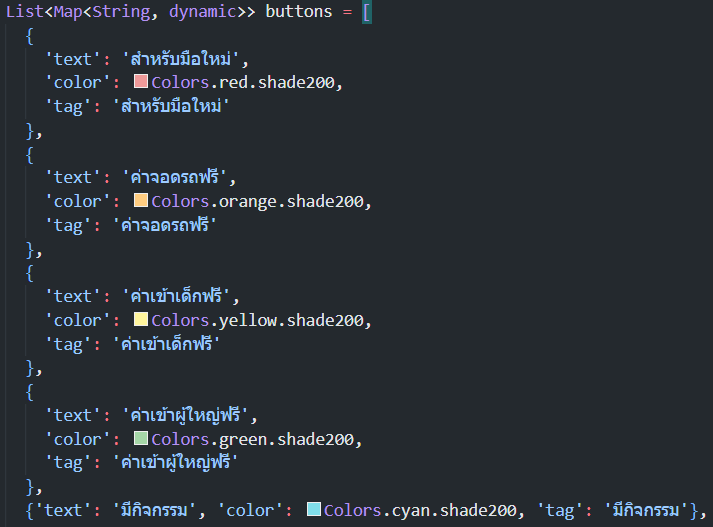 List<Map<String, dynamic>> buttons = [
{
'text': 'สำหรับมือใหม่',
'color': Colors.red.shade200,
'tag': 'สำหรับมือใหม่'
},
{
'text': 'ค่าจอดรถฟรี',
'color': Colors.orange.shade200,
'tag': 'ค่าจอดรถฟรี'
},
{
'text': 'ค่าเข้าเด็กฟรี',
'color': Colors.yellow.shade200,
'tag': 'ค่าเข้าเด็กฟรี'
},
{
'text': 'ค่าเข้าผู้ใหญ่ฟรี',
'color': Colors.green.shade200,
'tag': 'ค่าเข้าผู้ใหญ่ฟรี'
},
{'text': 'มีกิจกรรม', 'color': Colors.cyan.shade200, 'tag': 'มีกิจกรรม'},